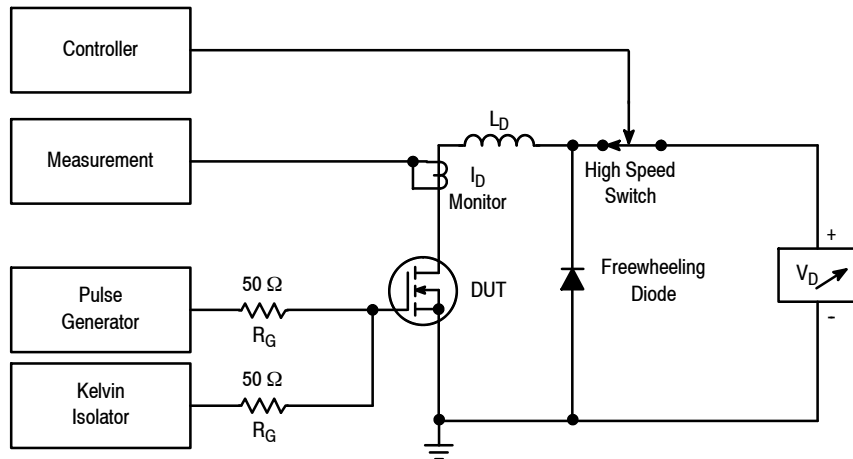 Controller
Measurement
L_D
I_D
Monitor
High Speed
Switch
+
V_D
-
Freewheeling
Diode
DUT
Pulse
Generator
50 Ω
R_G
Kelvin
Isolator
50 Ω
R_G